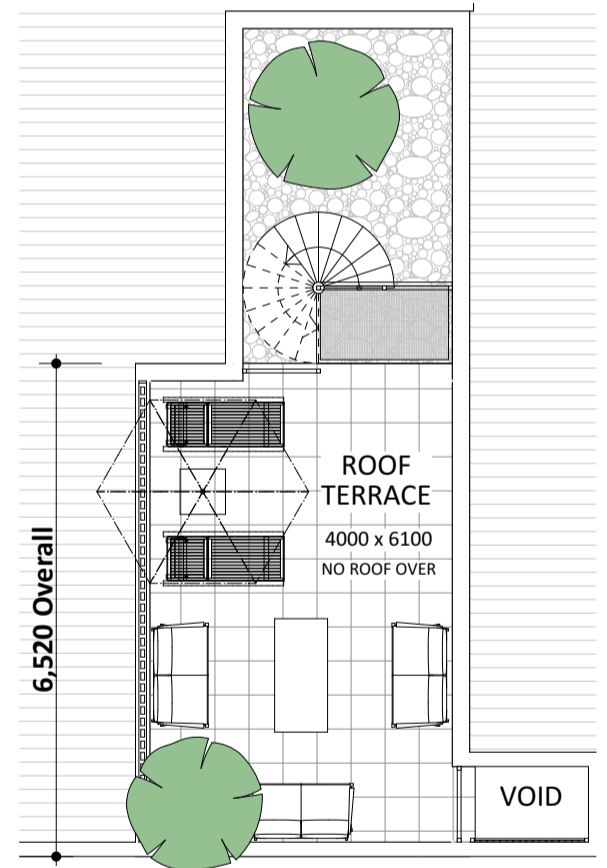 ROOF
TERRACE
4000 x 6100
NO ROOF OVER
6,520 Overall
VOID